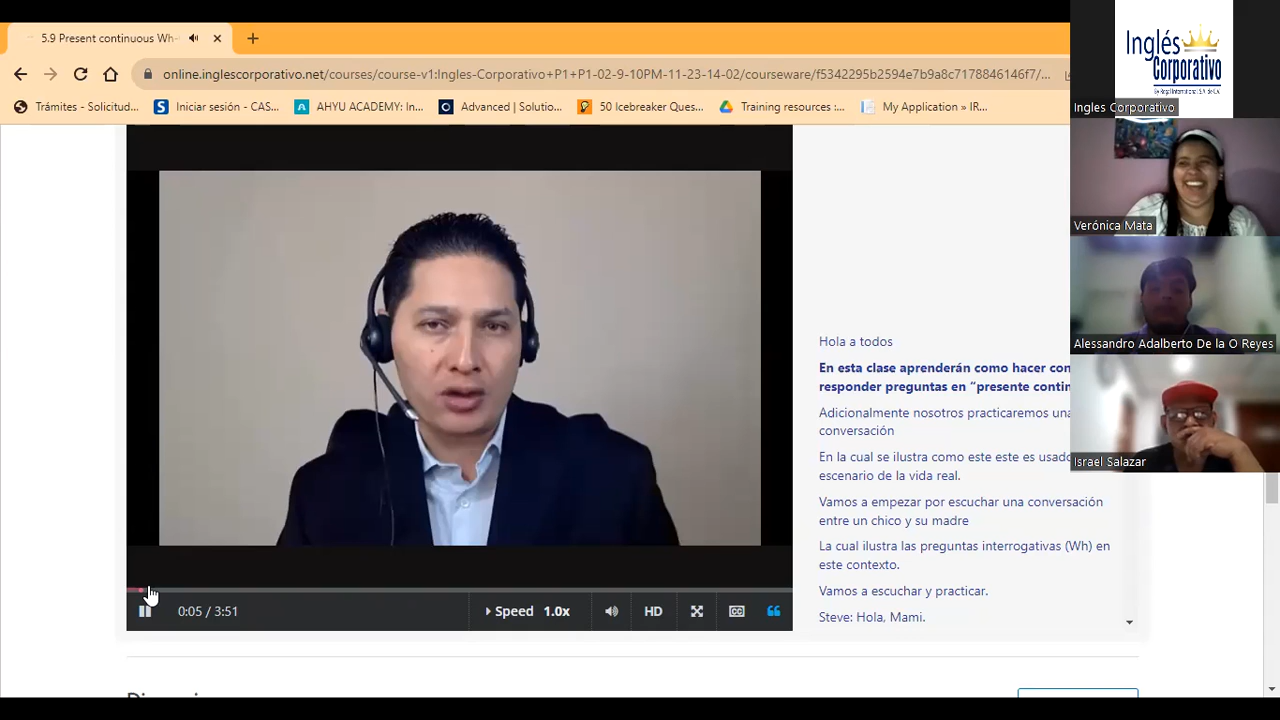 5.9 Present continuous Wh-
online.inglescorporativo.net/courses/course-v1:Ingles-Corporativo+P1+P1-02-9-10PM-11-23-14-02/courseware/f5342295b2594e7b9a8c7178846146f7/...
Trámites - Solicitud...
Iniciar sesión - CAS...
AHYU ACADEMY: In...
Advanced | Solutio...
50 Icebreaker Ques...
Training resources :...
My Application » IR...
Inglés
Corporativo
Ingles Corporativo
Verónica Mata
Alessandro Adalberto De la O Reyes
Israel Salazar
Hola a todos
En esta clase aprenderán como hacer con
responder preguntas en “presente contin
Adicionalmente nosotros practicaremos una
conversación
En la cual se ilustra como este este es usado
escenario de la vida real.
Vamos a empezar por escuchar una conversación
entre un chico y su madre
La cual ilustra las preguntas interrogativas (Wh) en
este contexto.
Vamos a escuchar y practicar.
Steve: Hola, Mami.
0:05 / 3:51
Speed 1.0x
HD
CC